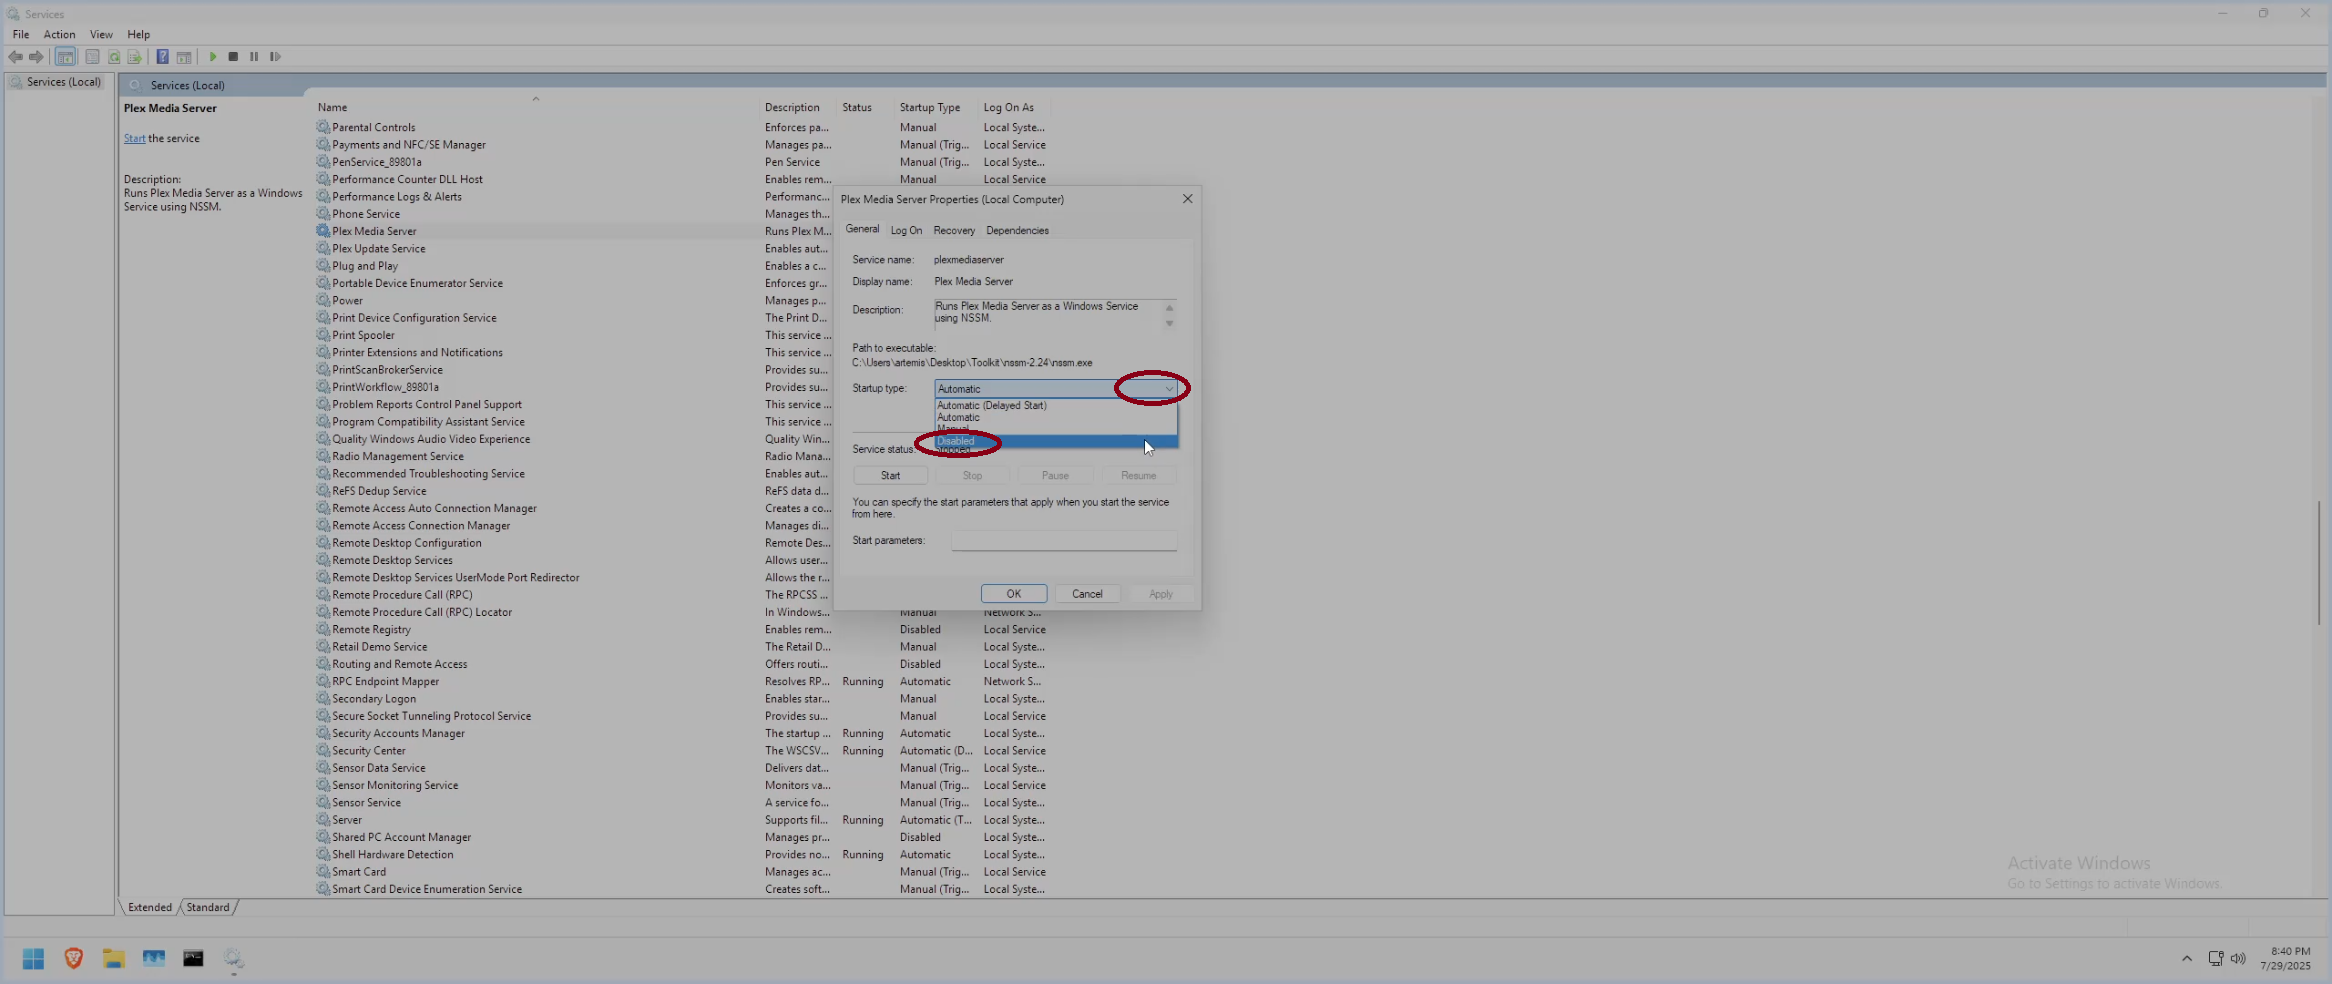 Services
File Action View Help
Services (Local)
Services (Local)
Plex Media Server
Start the service
Description:
Runs Plex Media Server as a Windows
Service using NSSM.
Name Description Status Startup Type Log On As
Parental Controls Enforces pa... Manual Local Syste...
Payments and NFC/SE Manager Manages pa... Manual (Trig... Local Service
PenService_89801a Pen Service Manual (Trig... Local Syste...
Performance Counter DLL Host Enables rem... Manual Local Service
Performance Logs & Alerts Performanc...
Phone Service Manages th...
Plex Media Server Runs Plex M...
Plex Update Service Enables aut...
Plug and Play Enables a c...
Portable Device Enumerator Service Enforces gr...
Power Manages p...
Print Device Configuration Service The Print D...
Print Spooler This service ...
Printer Extensions and Notifications This service ...
PrintScanBrokerService Provides su...
PrintWorkflow_89801a Provides su...
Problem Reports Control Panel Support This service ...
Program Compatibility Assistant Service This service ...
Quality Windows Audio Video Experience Quality Win...
Radio Management Service Radio Mana...
Recommended Troubleshooting Service Enables aut...
ReFS Dedup Service ReFS data d...
Remote Access Auto Connection Manager Creates a co...
Remote Access Connection Manager Manages di...
Remote Desktop Configuration Remote Des...
Remote Desktop Services Allows user...
Remote Desktop Services UserMode Port Redirector Allows the r...
Remote Procedure Call (RPC) The RPCSS ...
Remote Procedure Call (RPC) Locator In Windows... Manual Network S...
Remote Registry Enables rem... Disabled Local Service
Retail Demo Service The Retail D... Manual Local Syste...
Routing and Remote Access Offers routi... Disabled Local Syste...
RPC Endpoint Mapper Resolves RP... Running Automatic Network S...
Secondary Logon Enables star... Manual Local Syste...
Secure Socket Tunneling Protocol Service Provides su... Manual Local Service
Security Accounts Manager The startup ... Running Automatic Local Syste...
Security Center The WSCSV... Running Automatic (D... Local Service
Sensor Data Service Delivers dat... Manual (Trig... Local Syste...
Sensor Monitoring Service Monitors va... Manual (Trig... Local Service
Sensor Service A service fo... Manual (Trig... Local Syste...
Server Supports fil... Running Automatic (T... Local Syste...
Shared PC Account Manager Manages pr... Disabled Local Syste...
Shell Hardware Detection Provides no... Running Automatic Local Syste...
Smart Card Manages ac... Manual (Trig... Local Service
Smart Card Device Enumeration Service Creates soft... Manual (Trig... Local Syste...
Plex Media Server Properties (Local Computer)
General Log On Recovery Dependencies
Service name: plexmediaserver
Display name: Plex Media Server
Description: Runs Plex Media Server as a Windows Service
using NSSM.
Path to executable:
C:\Users\artemis\Desktop\Toolkit\nssm-2.24\nssm.exe
Startup type: Automatic
Automatic (Delayed Start)
Automatic
Manual
Disabled
Service status: Stopped
Start Stop Pause Resume
You can specify the start parameters that apply when you start the service
from here.
Start parameters:
OK Cancel Apply
Activate Windows
Go to Settings to activate Windows.
Extended Standard
8:40 PM
7/29/2025